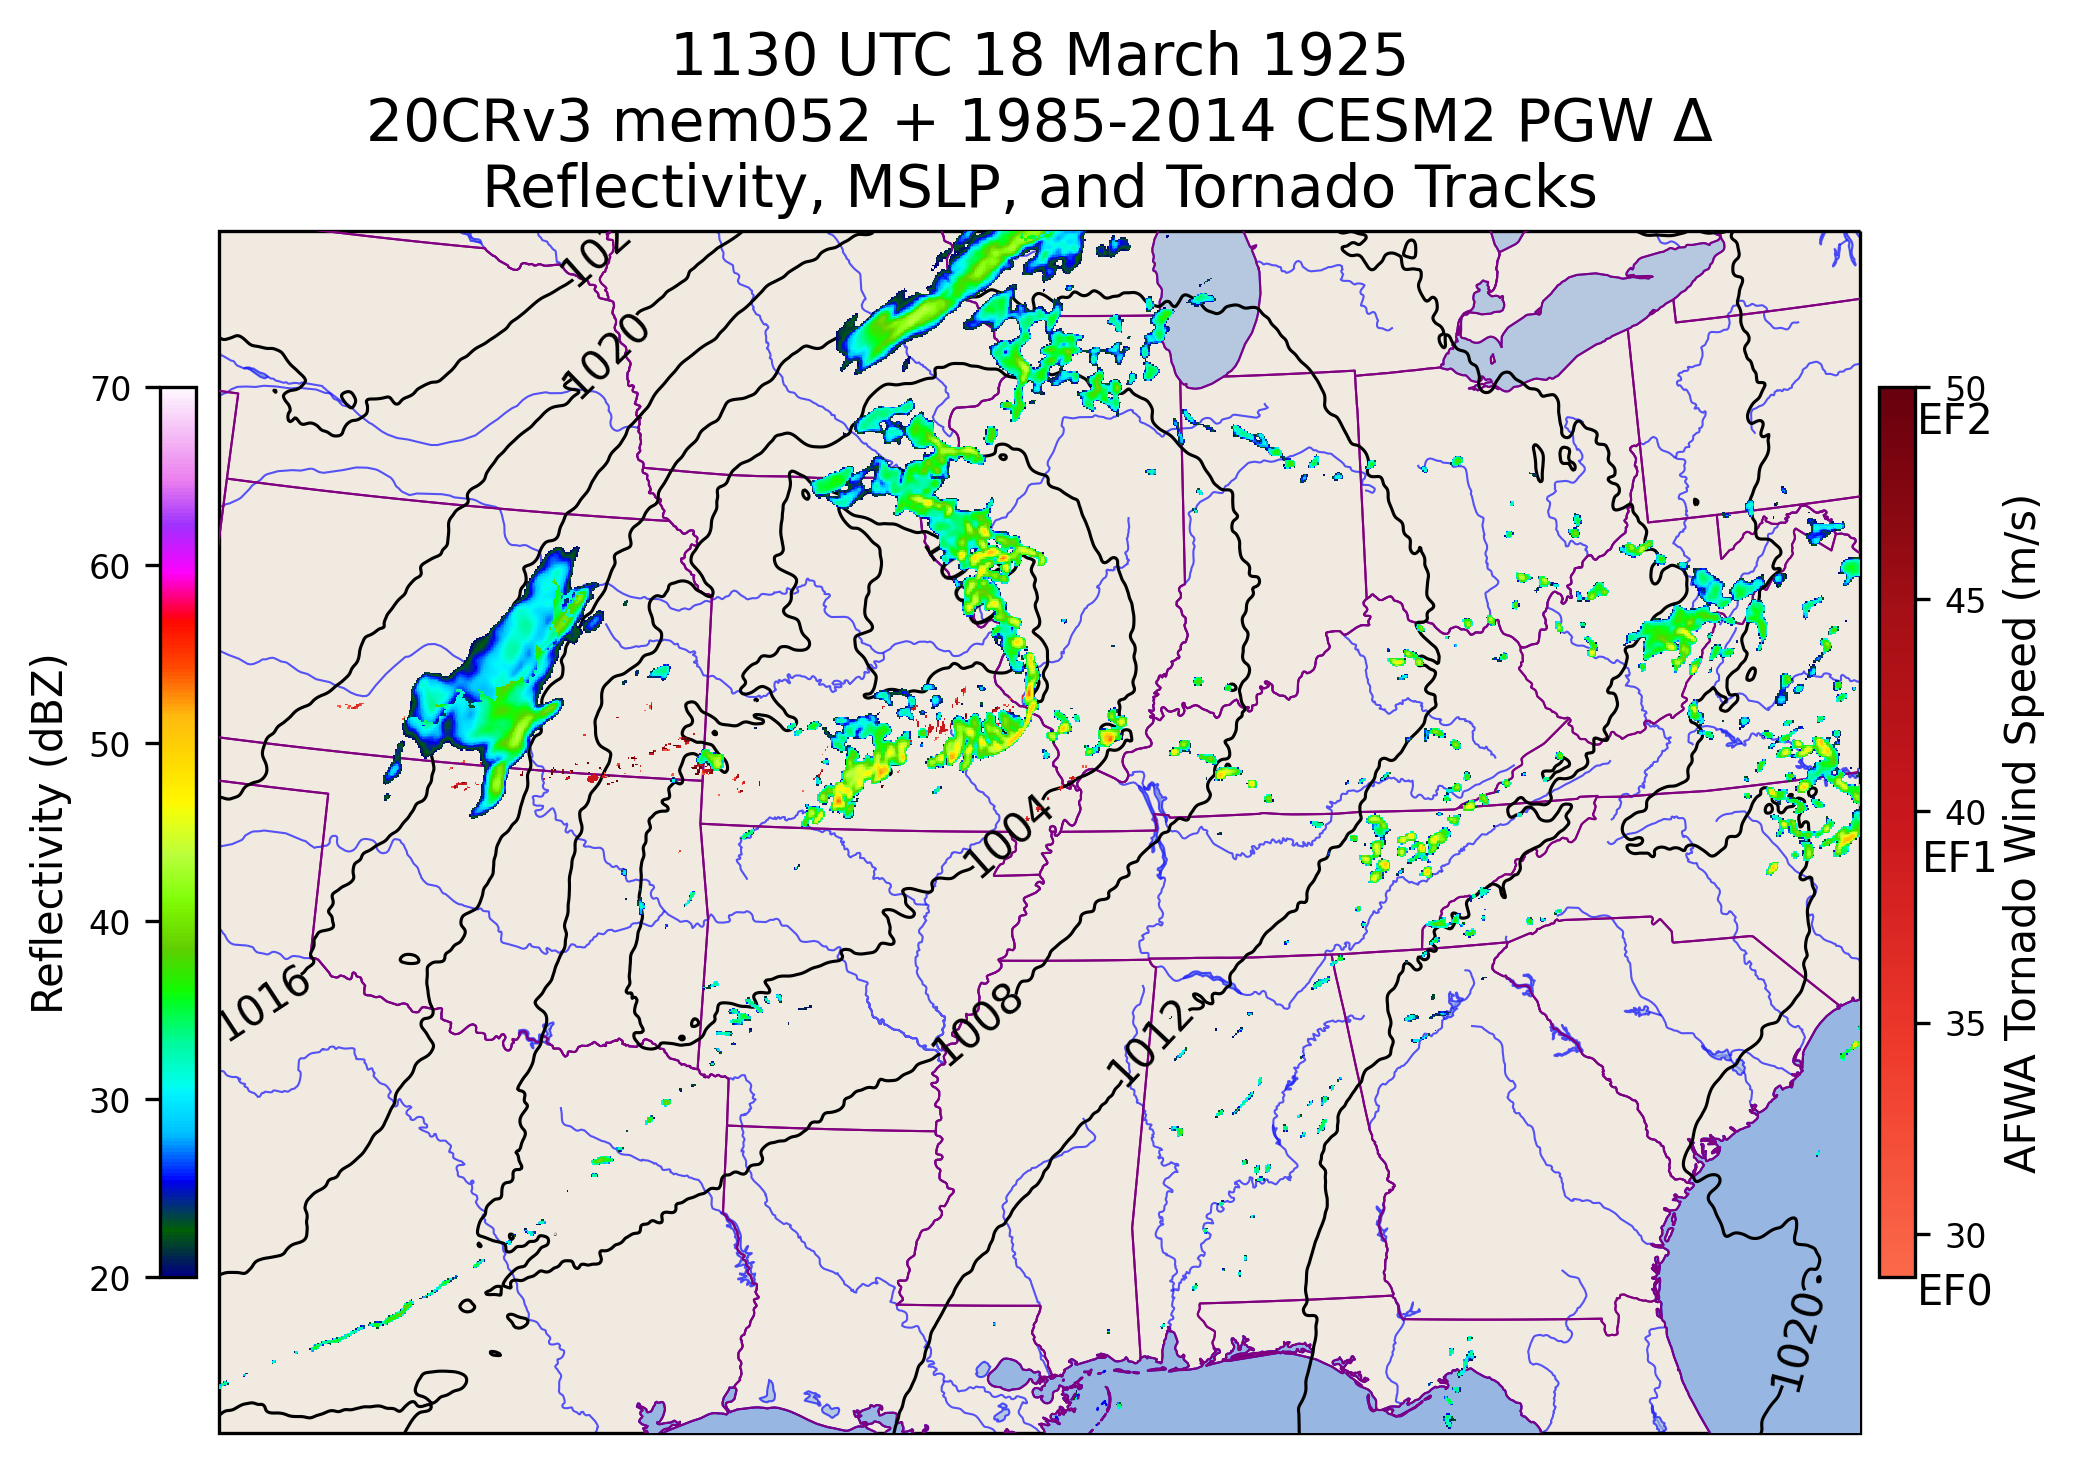 1130 UTC 18 March 1925
20CRv3 mem052 + 1985-2014 CESM2 PGW Δ
Reflectivity, MSLP, and Tornado Tracks
102
1020
1004
1016
1008
1012
1020
Reflectivity (dBZ)
70
60
50
40
30
20
50
EF2
45
40
EF1
35
30
EF0
AFWA Tornado Wind Speed (m/s)